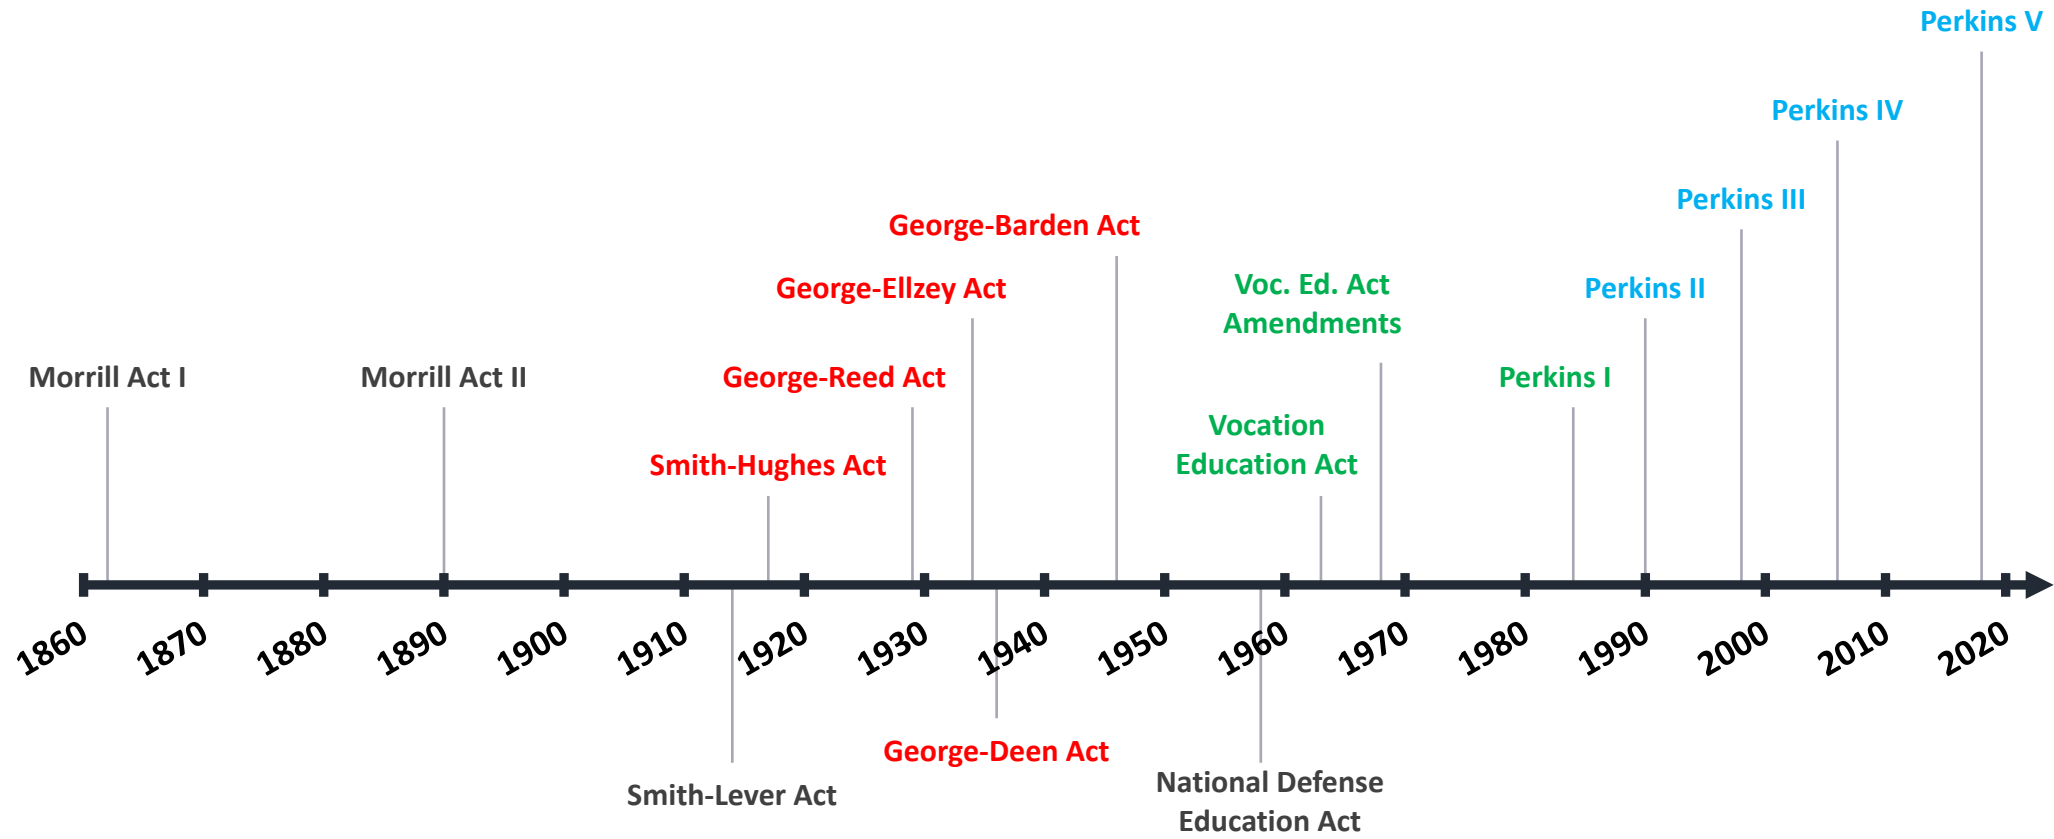 Perkins V
Perkins IV
Perkins III
George-Barden Act
George-Ellzey Act
Voc. Ed. Act
Amendments
Perkins II
Morrill Act I
Morrill Act II
George-Reed Act
Perkins I
Smith-Hughes Act
Vocation
Education Act
1860
1870
1880
1890
1900
1910
1920
1930
1940
1950
1960
1970
1980
1990
2000
2010
2020
George-Deen Act
Smith-Lever Act
National Defense
Education Act